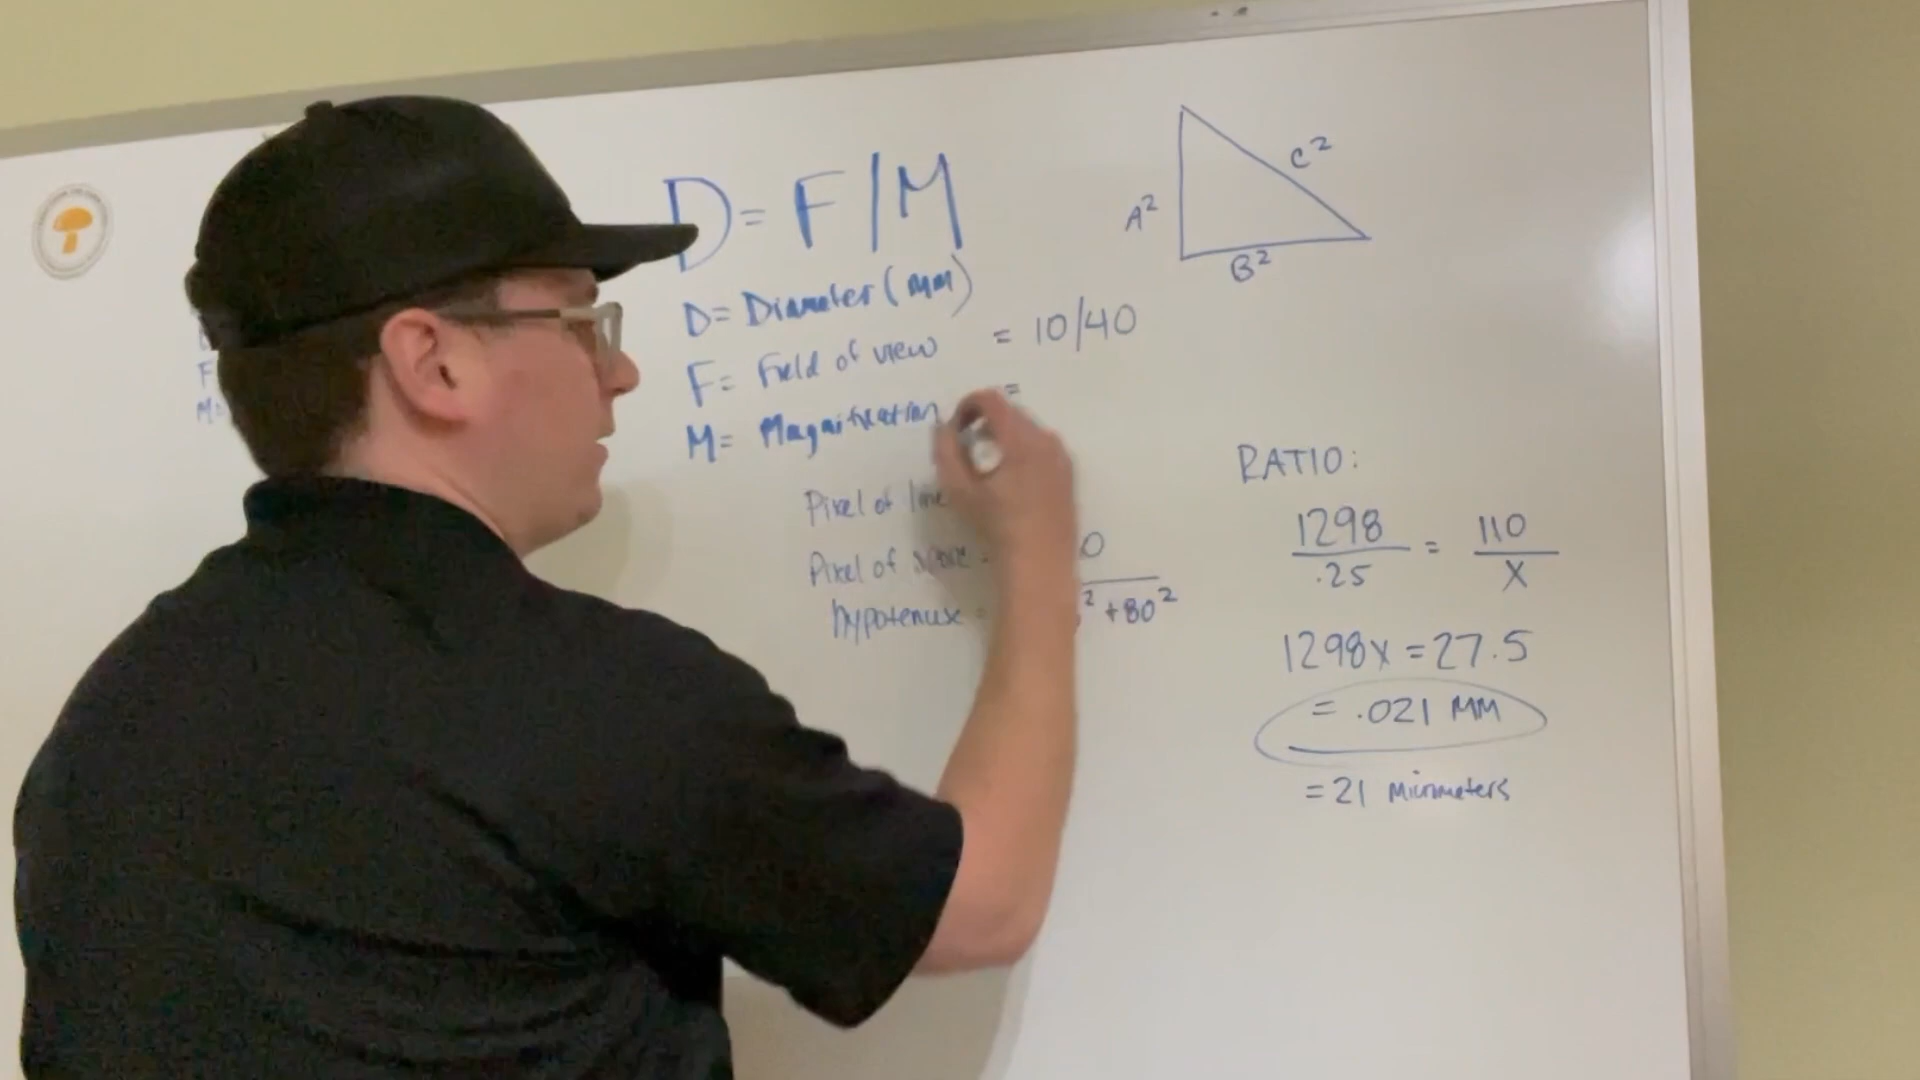 D = F/M
D = Diameter (MM)
F = Field of view = 10/40
M = Magnification =
Pixel of line
Pixel of
hypotenuse = ² + 80²
F
M=
A²
B²
C²
RATIO:
1298 = 110
.25 X
1298X = 27.5
= .021 MM
= 21 Micrometers